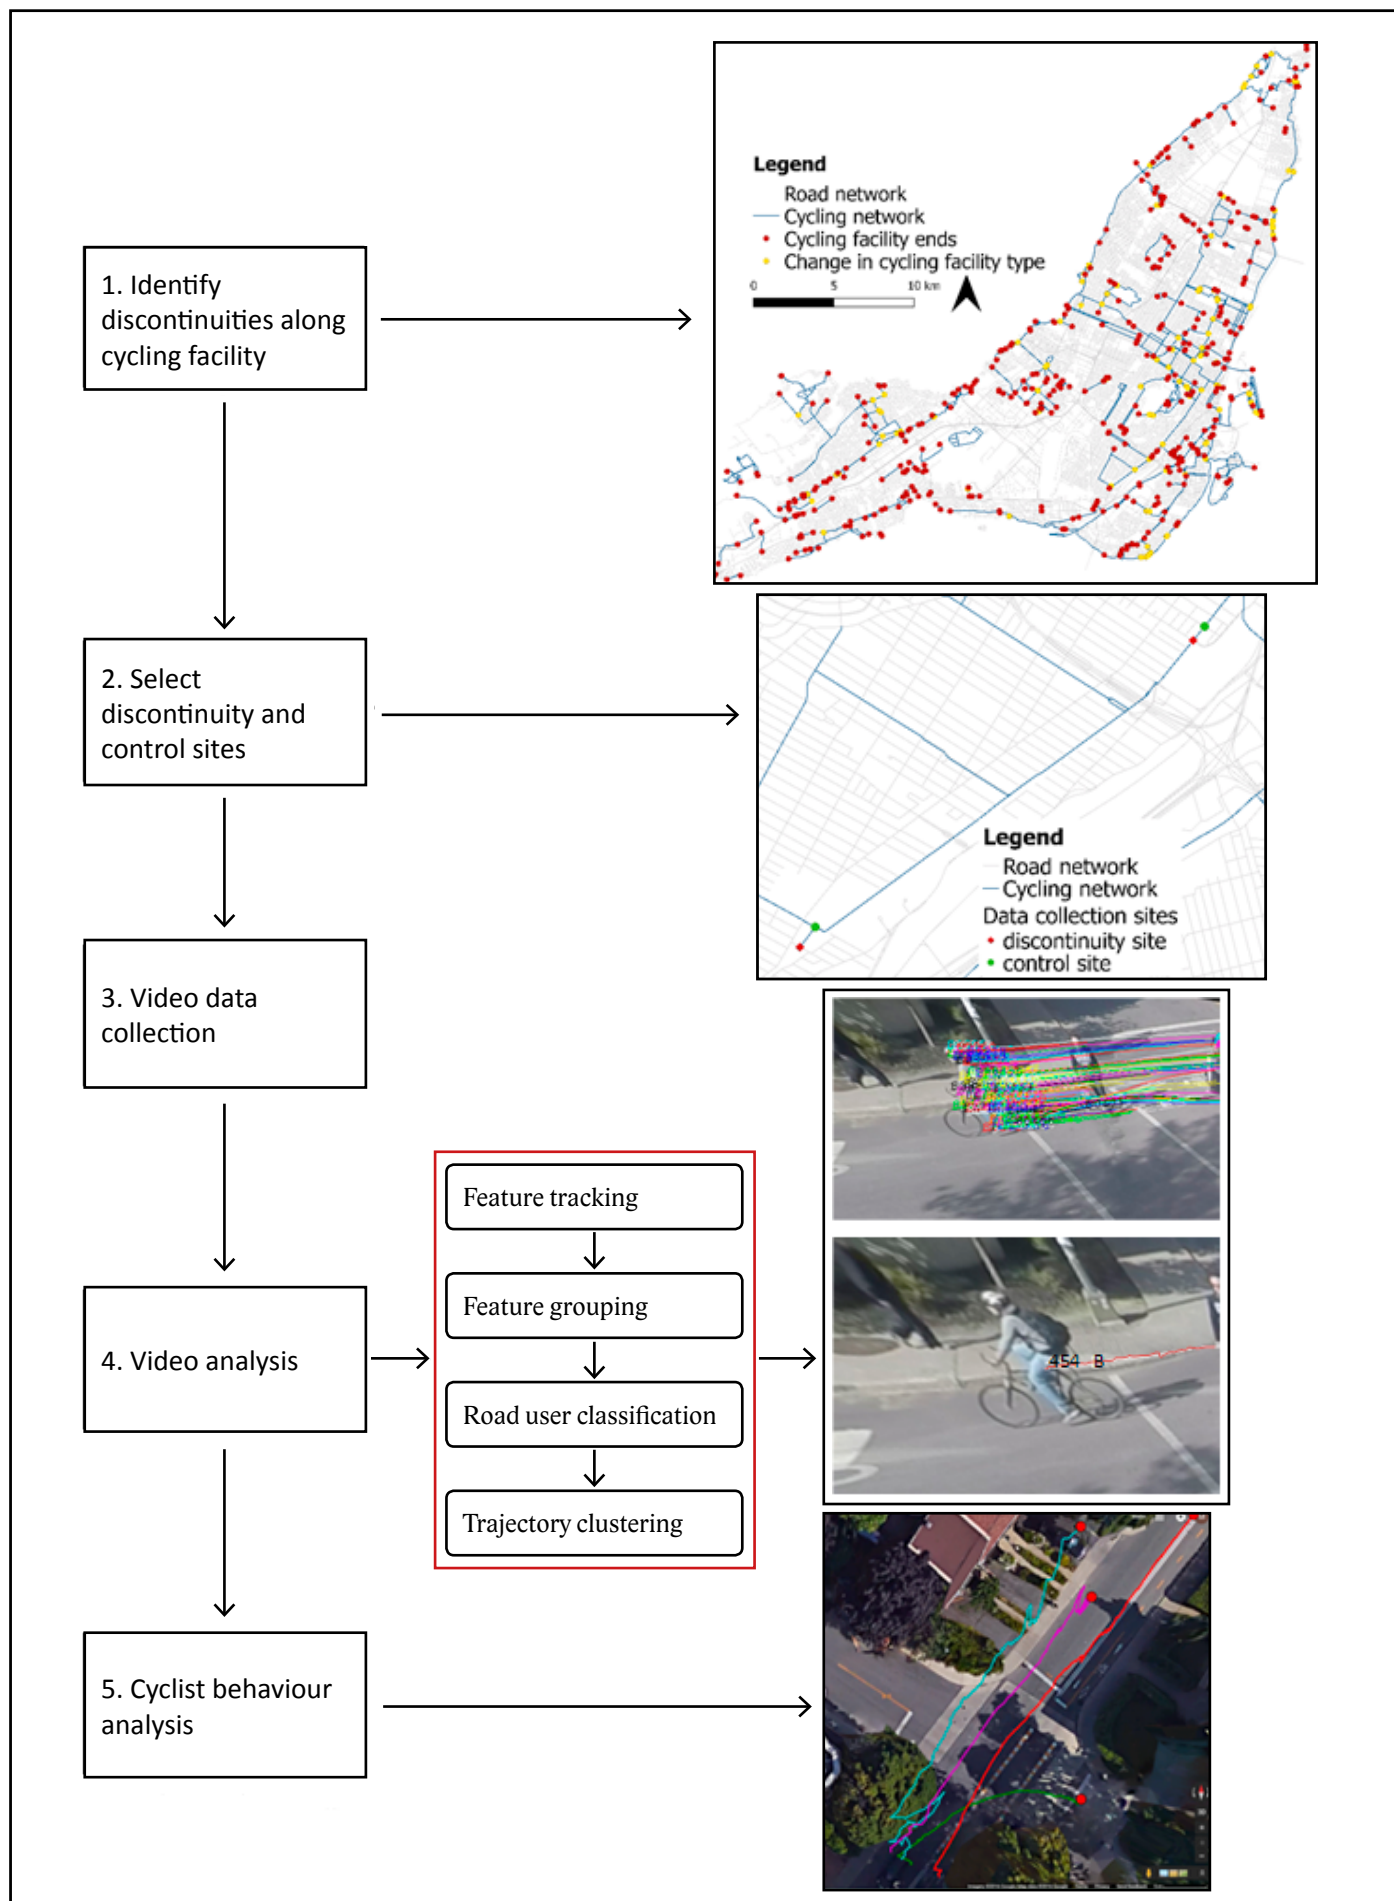 1. Identify
discontinuities along
cycling facility
Legend
Road network
Cycling network
Cycling facility ends
Change in cycling facility type
0 5 10 km
2. Select
discontinuity and
control sites
Legend
Road network
Cycling network
Data collection sites
discontinuity site
control site
3. Video data
collection
4. Video analysis
Feature tracking
Feature grouping
Road user classification
Trajectory clustering
454 B
5. Cyclist behaviour
analysis